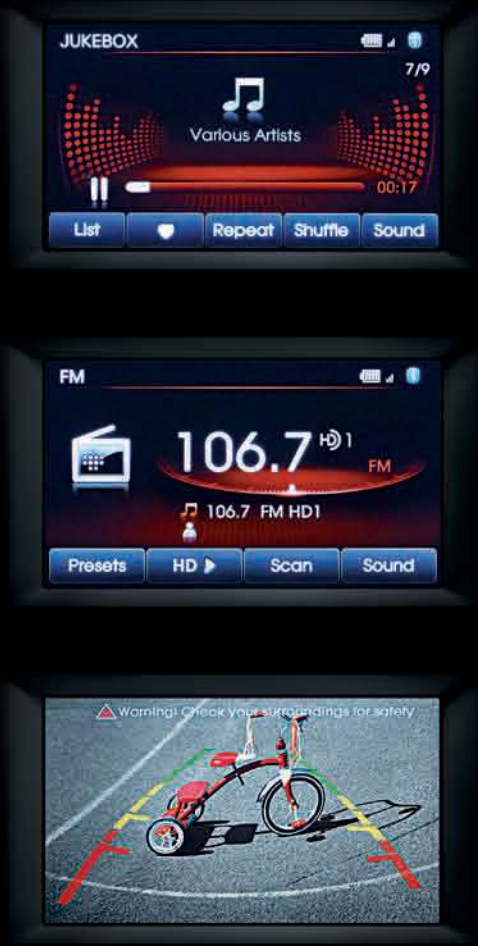 JUKEBOX
7/9
Various Artists
00:17
List
Repeat
Shuffle
Sound
FM
106.7 HD 1
FM
106.7 FM HD1
Presets
HD
Scan
Sound
Warning! Check your surroundings for safety